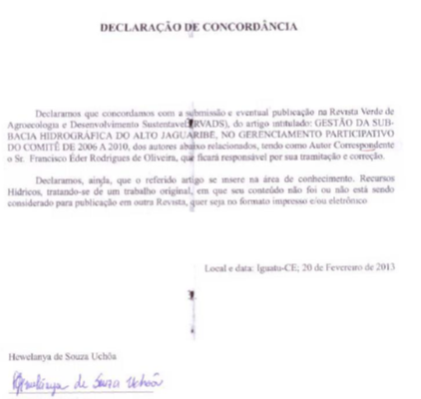 DECLARAÇÃO DE CONCORDÂNCIA
Declaramos que concordamos com a submissão e eventual publicação na Revista Verde de
Agroecologia e Desenvolvimento Sustentavel(RVADS), do artigo intitulado: GESTÃO DA SUB-
BACIA HIDROGRÁFICA DO ALTO JAGUARIBE, NO GERENCIAMENTO PARTICIPATIVO
DO COMITÊ DE 2006 A 2010, dos autores abaixo relacionados, tendo como Autor Correspondente
o Sr. Francisco Éder Rodrigues de Oliveira, que ficará responsável por sua tramitação e correção.
Declaramos, ainda, que o referido artigo se insere na área de conhecimento. Recursos
Hídricos, tratando-se de um trabalho original, em que seu conteúdo não foi ou não está sendo
considerado para publicação em outra Revista, quer seja no formato impresso e/ou eletrônico
Local e data: Iguatu-CE; 20 de Fevereiro de 2013
Hewelanya de Souza Uchôa
de Souza Uchôa